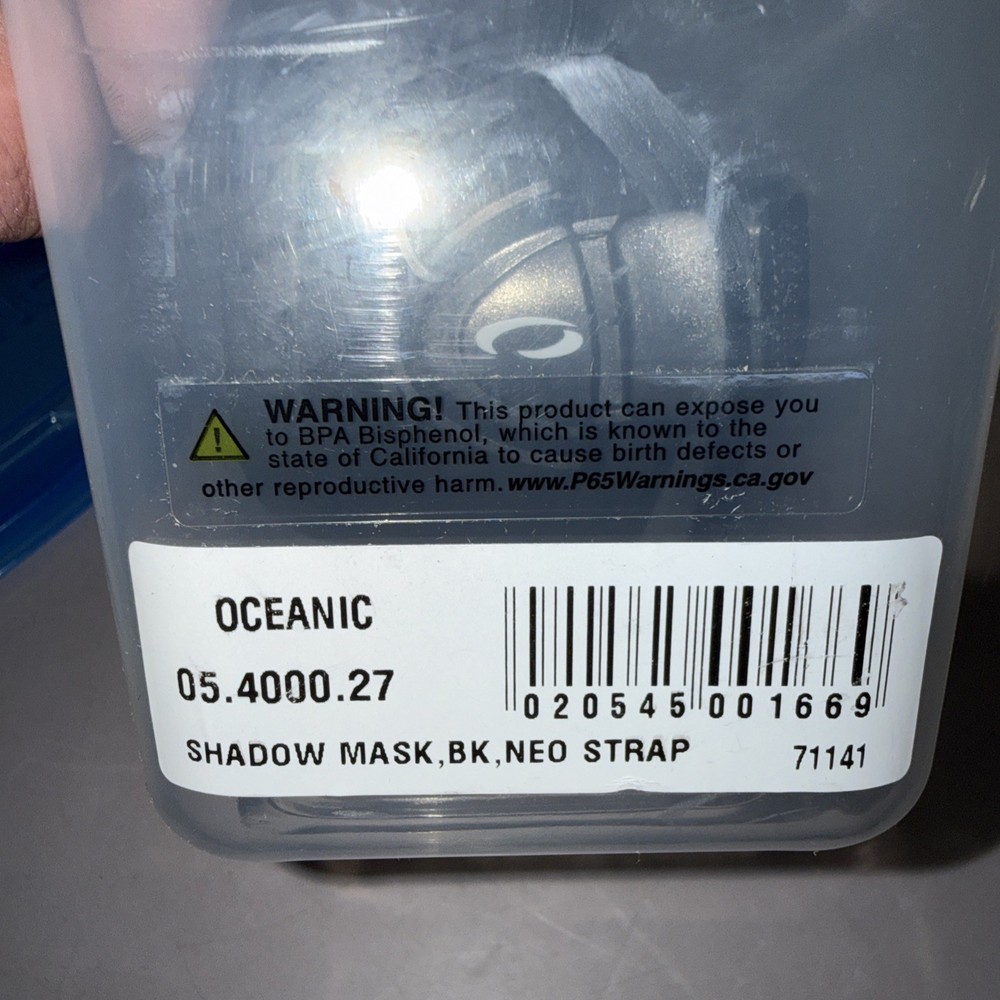 WARNING! This product can expose you
to BPA Bisphenol, which is known to the
state of California to cause birth defects or
other reproductive harm. www.P65Warnings.ca.gov
OCEANIC
05.4000.27
020545 001669
SHADOW MASK,BK,NEO STRAP 71141